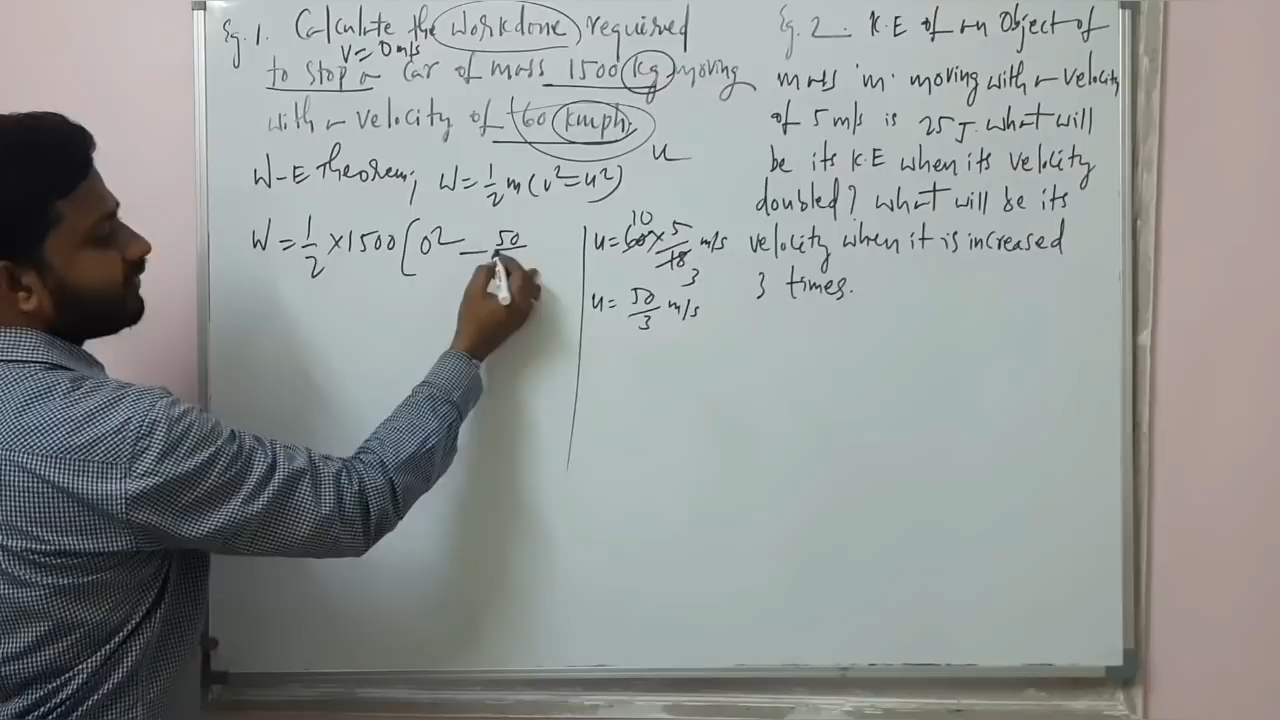 Eg. 1. Calculate the workdone, required
v = 0 m/s
to stop a car of mass 1500 kg moving
with a velocity of 60 kmph,
u
W-E theorem, W = 1/2 m(v² - u²)
W = 1/2 × 1500 [0² - 50
10
u = 60 × 5/18 m/s
3
u = 50/3 m/s
Eg. 2. K.E of an Object of
mass 'm' moving with a velocity
of 5 m/s is 25 J. what will
be its K.E when its velocity
doubled? what will be its
velocity when it is increased
3 times.